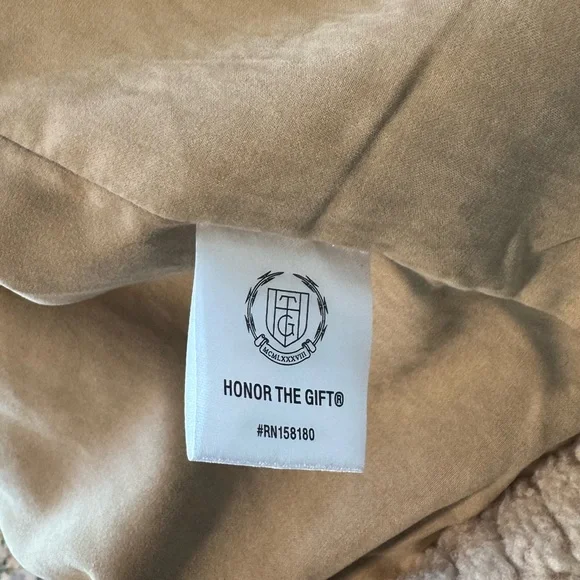 HTG
MCMLXXXVIII
HONOR THE GIFT®
#RN158180